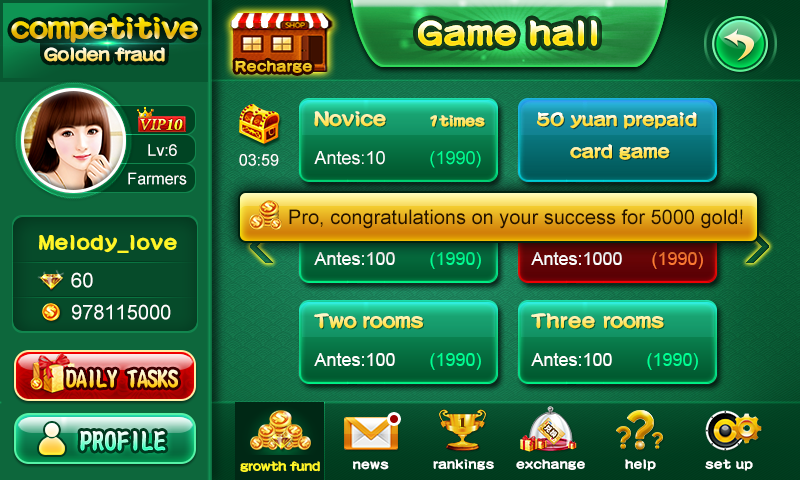 competitive
Golden fraud
Recharge
Game hall
VIP10
Lv:6
Farmers
03:59
Novice 1times
Antes:10 (1990)
50 yuan prepaid
card game
Pro, congratulations on your success for 5000 gold!
Melody_love
60
978115000
Antes:100 (1990)
Antes:1000 (1990)
Two rooms
Antes:100 (1990)
Three rooms
Antes:100 (1990)
DAILY TASKS
PROFILE
growth fund
news
rankings
exchange
help
set up